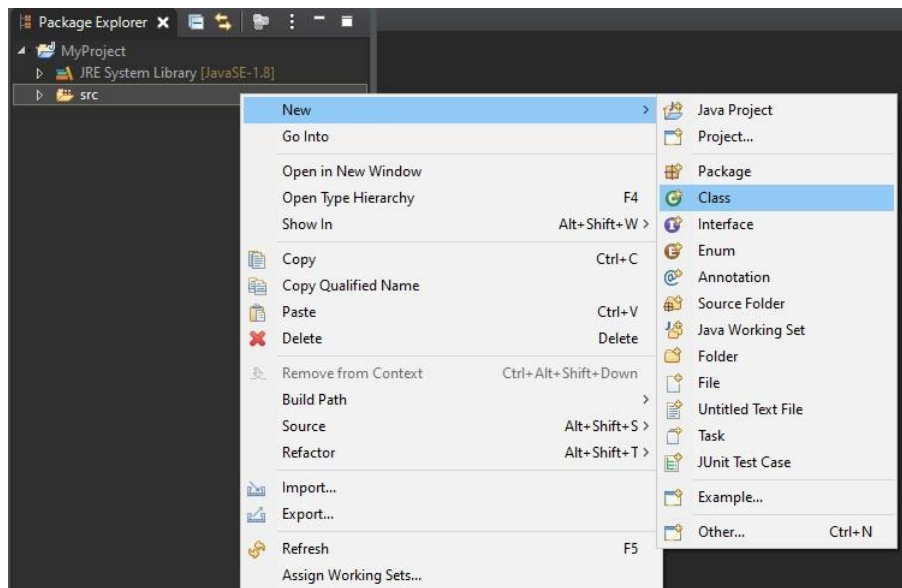 Package Explorer
MyProject
JRE System Library [JavaSE-1.8]
src
New
Go Into
Open in New Window
Open Type Hierarchy F4
Show In Alt+Shift+W >
Copy Ctrl+C
Copy Qualified Name
Paste Ctrl+V
Delete Delete
Remove from Context Ctrl+Alt+Shift+Down
Build Path
Source Alt+Shift+S >
Refactor Alt+Shift+T >
Import...
Export...
Refresh F5
Assign Working Sets...
Java Project
Project...
Package
Class
Interface
Enum
Annotation
Source Folder
Java Working Set
Folder
File
Untitled Text File
Task
JUnit Test Case
Example...
Other... Ctrl+N